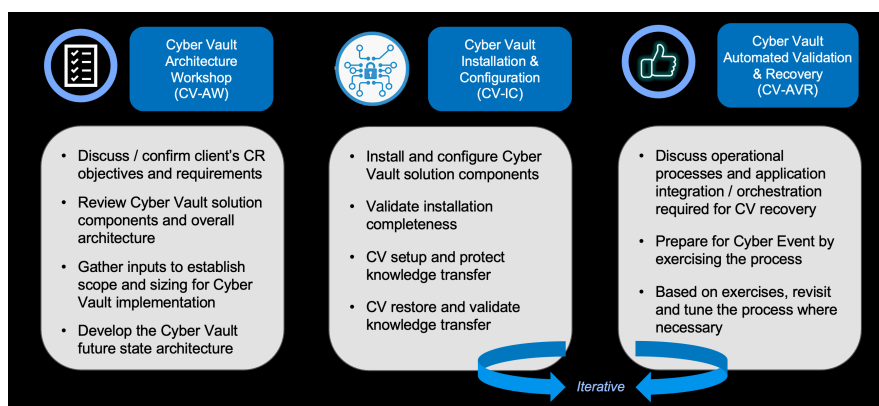 Cyber Vault
Architecture
Workshop
(CV-AW)
• Discuss / confirm client's CR
objectives and requirements
• Review Cyber Vault solution
components and overall
architecture
• Gather inputs to establish
scope and sizing for Cyber
Vault implementation
• Develop the Cyber Vault
future state architecture
Cyber Vault
Installation &
Configuration
(CV-IC)
• Install and configure Cyber
Vault solution components
• Validate installation
completeness
• CV setup and protect
knowledge transfer
• CV restore and validate
knowledge transfer
Cyber Vault
Automated Validation
& Recovery
(CV-AVR)
• Discuss operational
processes and application
integration / orchestration
required for CV recovery
• Prepare for Cyber Event by
exercising the process
• Based on exercises, revisit
and tune the process where
necessary
Iterative